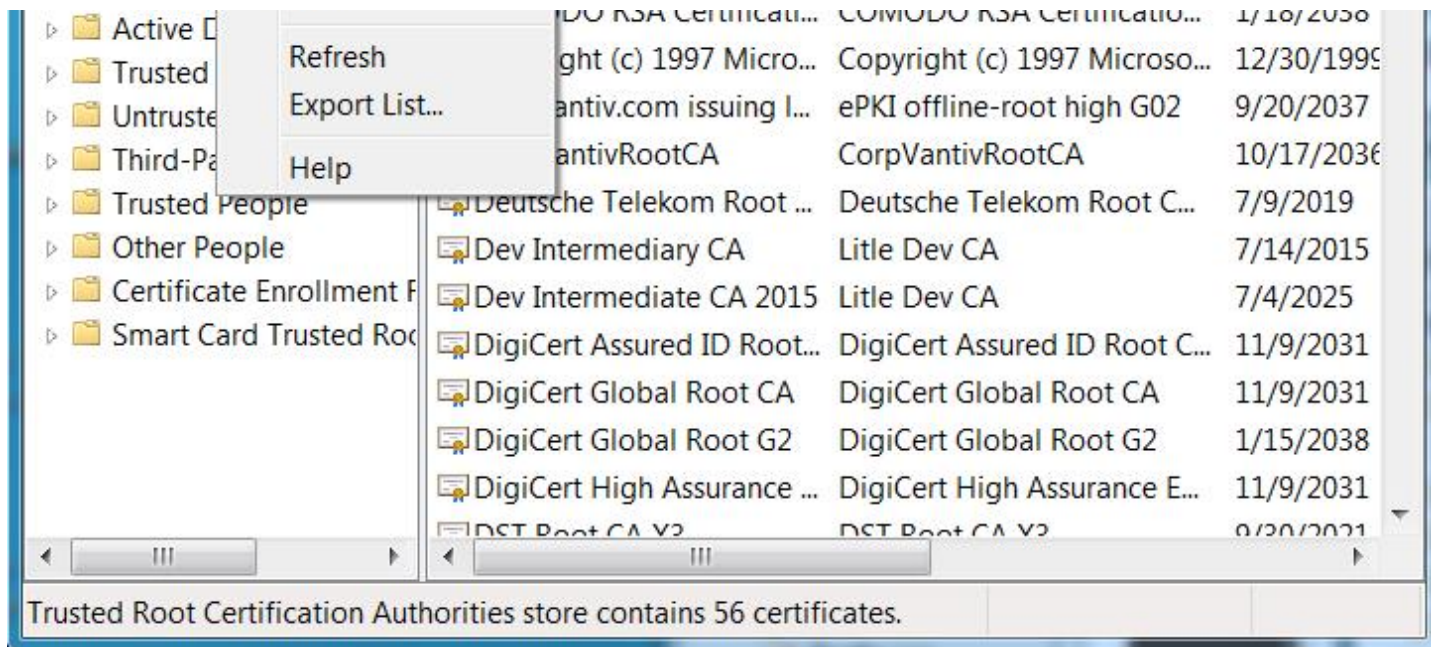 Active D
Trusted
Untruste
Third-Pa
Trusted People
Other People
Certificate Enrollment F
Smart Card Trusted Roo
Refresh
Export List...
Help
DO RSA Certificati... COMODO RSA Certificatio... 1/18/2038
ght (c) 1997 Micro... Copyright (c) 1997 Microso... 12/30/1999
antiv.com issuing I... ePKI offline-root high G02 9/20/2037
antivRootCA CorpVantivRootCA 10/17/2036
Deutsche Telekom Root ... Deutsche Telekom Root C... 7/9/2019
Dev Intermediary CA Litle Dev CA 7/14/2015
Dev Intermediate CA 2015 Litle Dev CA 7/4/2025
DigiCert Assured ID Root... DigiCert Assured ID Root C... 11/9/2031
DigiCert Global Root CA DigiCert Global Root CA 11/9/2031
DigiCert Global Root G2 DigiCert Global Root G2 1/15/2038
DigiCert High Assurance ... DigiCert High Assurance E... 11/9/2031
DST Root CA X3 DST Root CA X3 9/30/2021
Trusted Root Certification Authorities store contains 56 certificates.